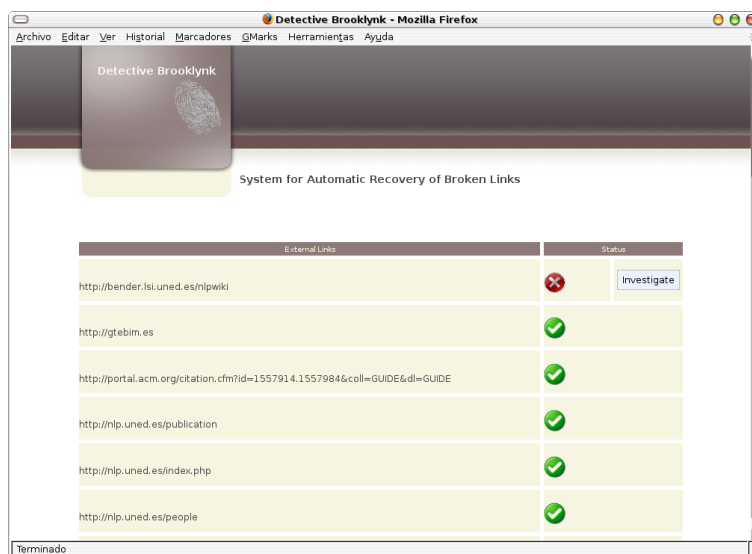 Detective Brooklynk - Mozilla Firefox
Archivo Editar Ver Historial Marcadores GMarks Herramientas Ayuda
Detective Brooklynk
System for Automatic Recovery of Broken Links
External Links Status
http://bender.lsi.uned.es/nlpwiki Investigate
http://gtebim.es
http://portal.acm.org/citation.cfm?id=1557914.1557984&coll=GUIDE&dl=GUIDE
http://nlp.uned.es/publication
http://nlp.uned.es/index.php
http://nlp.uned.es/people
Terminado